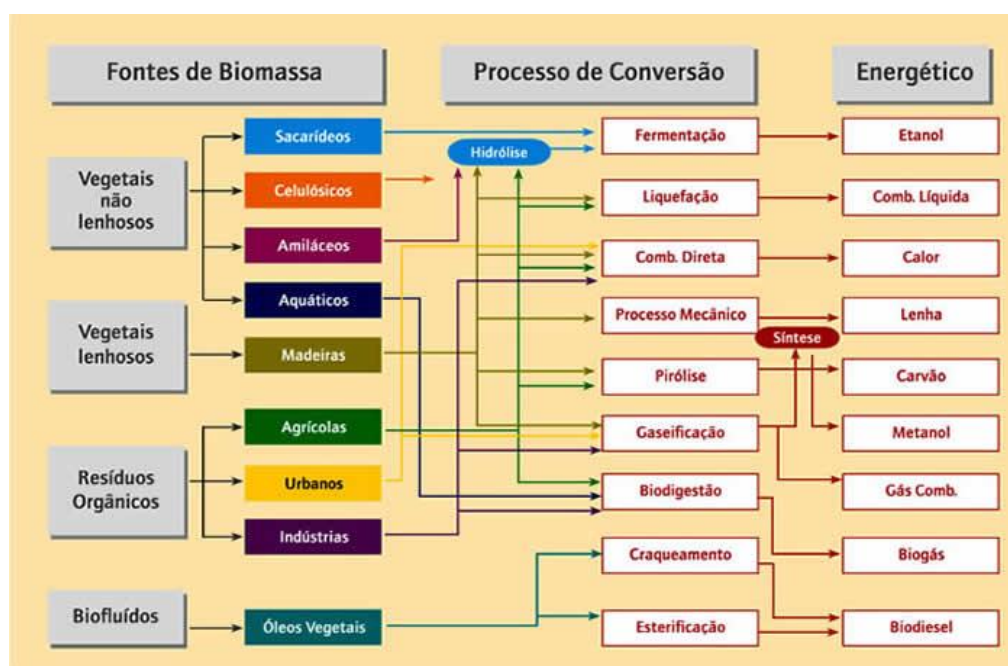 Fontes de Biomassa
Processo de Conversão
Energético
Vegetais
não
lenhosos
Vegetais
lenhosos
Resíduos
Orgânicos
Biofluídos
Sacarídeos
Celulósicos
Amiláceos
Aquáticos
Madeiras
Agrícolas
Urbanos
Indústrias
Óleos Vegetais
Hidrólise
Fermentação
Liquefação
Comb. Direta
Processo Mecânico
Pirólise
Gaseificação
Biodigestão
Craqueamento
Esterificação
Síntese
Etanol
Comb. Líquida
Calor
Lenha
Carvão
Metanol
Gás Comb.
Biogás
Biodiesel